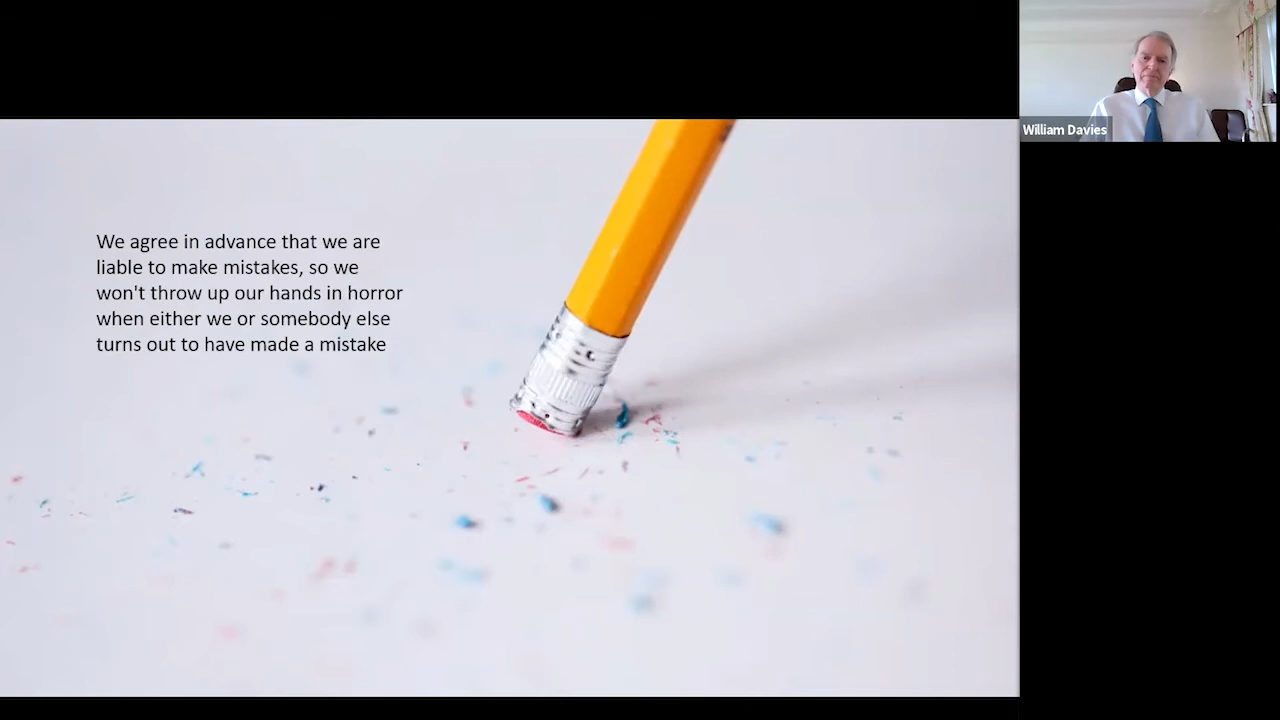 We agree in advance that we are
liable to make mistakes, so we
won't throw up our hands in horror
when either we or somebody else
turns out to have made a mistake
William Davies